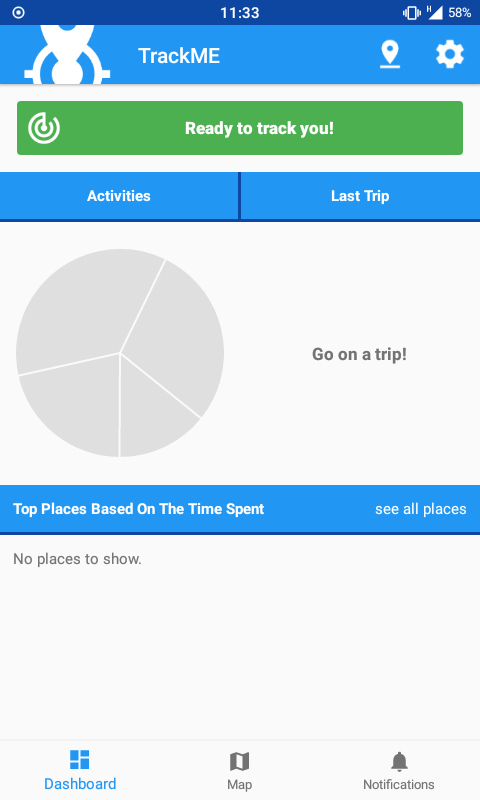 11:33
H
58%
TrackME
Ready to track you!
Activities
Last Trip
Go on a trip!
Top Places Based On The Time Spent
see all places
No places to show.
Dashboard
Map
Notifications